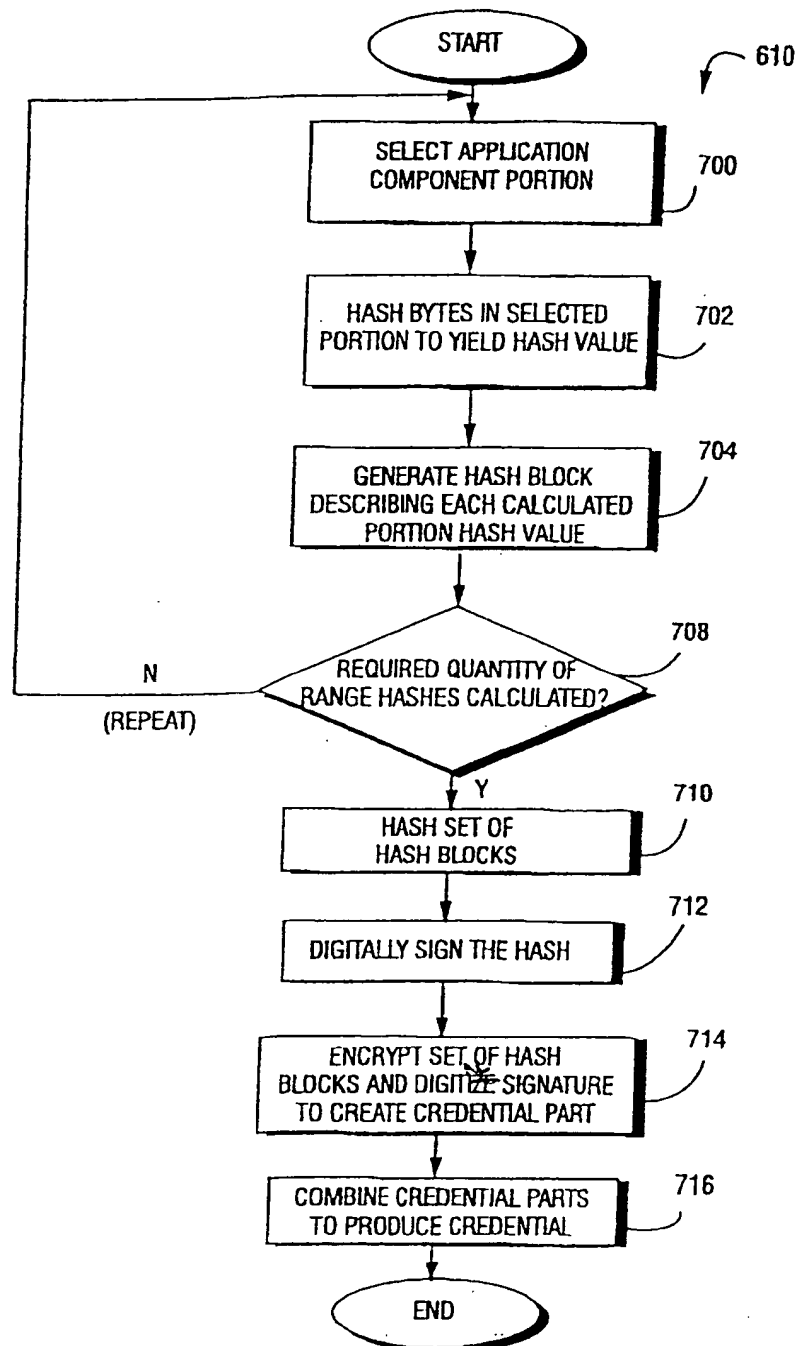 START
610
SELECT APPLICATION
COMPONENT PORTION
700
HASH BYTES IN SELECTED
PORTION TO YIELD HASH VALUE
702
GENERATE HASH BLOCK
DESCRIBING EACH CALCULATED
PORTION HASH VALUE
704
REQUIRED QUANTITY OF
RANGE HASHES CALCULATED?
708
N
(REPEAT)
Y
HASH SET OF
HASH BLOCKS
710
DIGITALLY SIGN THE HASH
712
ENCRYPT SET OF HASH
BLOCKS AND DIGITIZE SIGNATURE
TO CREATE CREDENTIAL PART
714
COMBINE CREDENTIAL PARTS
TO PRODUCE CREDENTIAL
716
END